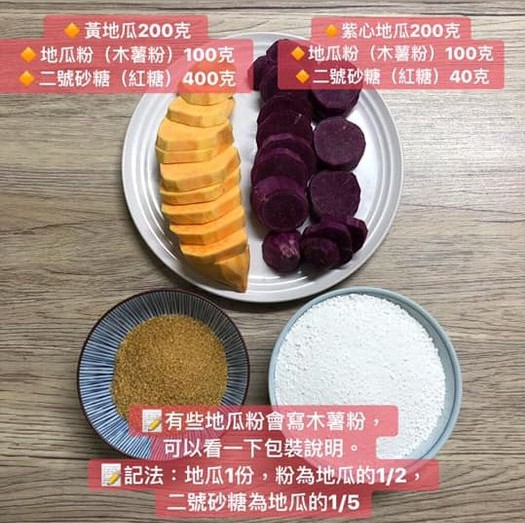 🔸黃地瓜200克
🔸地瓜粉（木薯粉）100克
🔸二號砂糖（紅糖）400克
🔸紫心地瓜200克
🔸地瓜粉（木薯粉）100克
🔸二號砂糖（紅糖）40克
📝有些地瓜粉會寫木薯粉，
可以看一下包裝說明。
📝記法：地瓜1份，粉為地瓜的1/2，
二號砂糖為地瓜的1/5